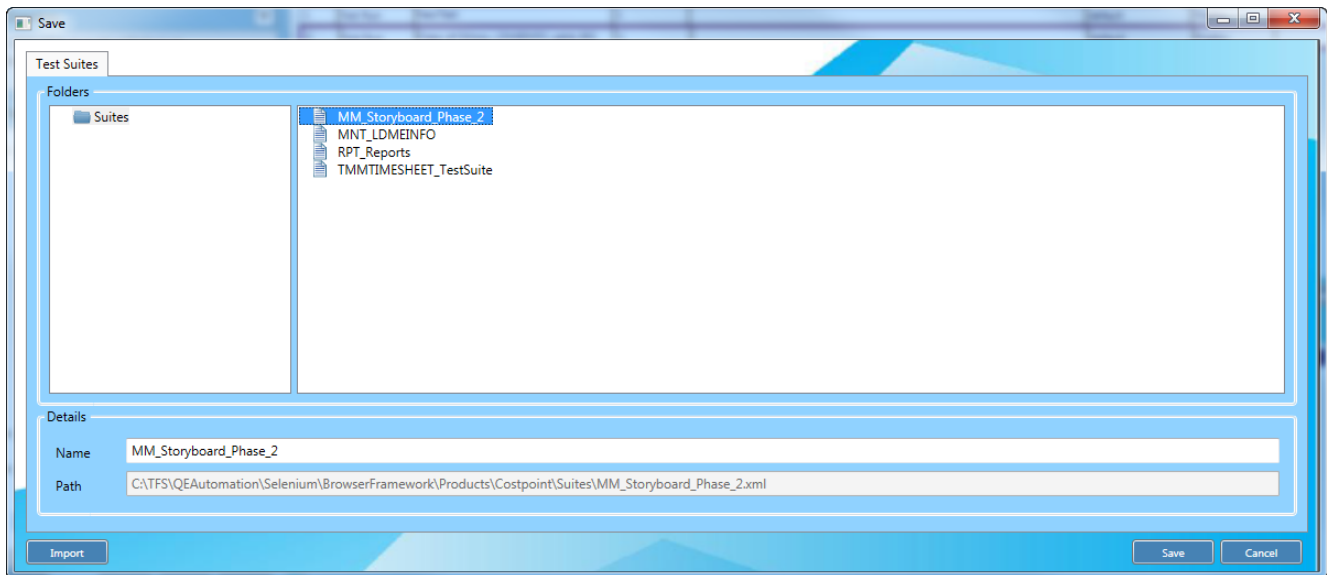 Save
Test Suites
Folders
Suites
MM_Storyboard_Phase_2
MNT_LDMEINFO
RPT_Reports
TMMTIMESHEET_TestSuite
Details
Name MM_Storyboard_Phase_2
Path C:\TFS\QEAutomation\Selenium\BrowserFramework\Products\Costpoint\Suites\MM_Storyboard_Phase_2.xml
Import Save Cancel